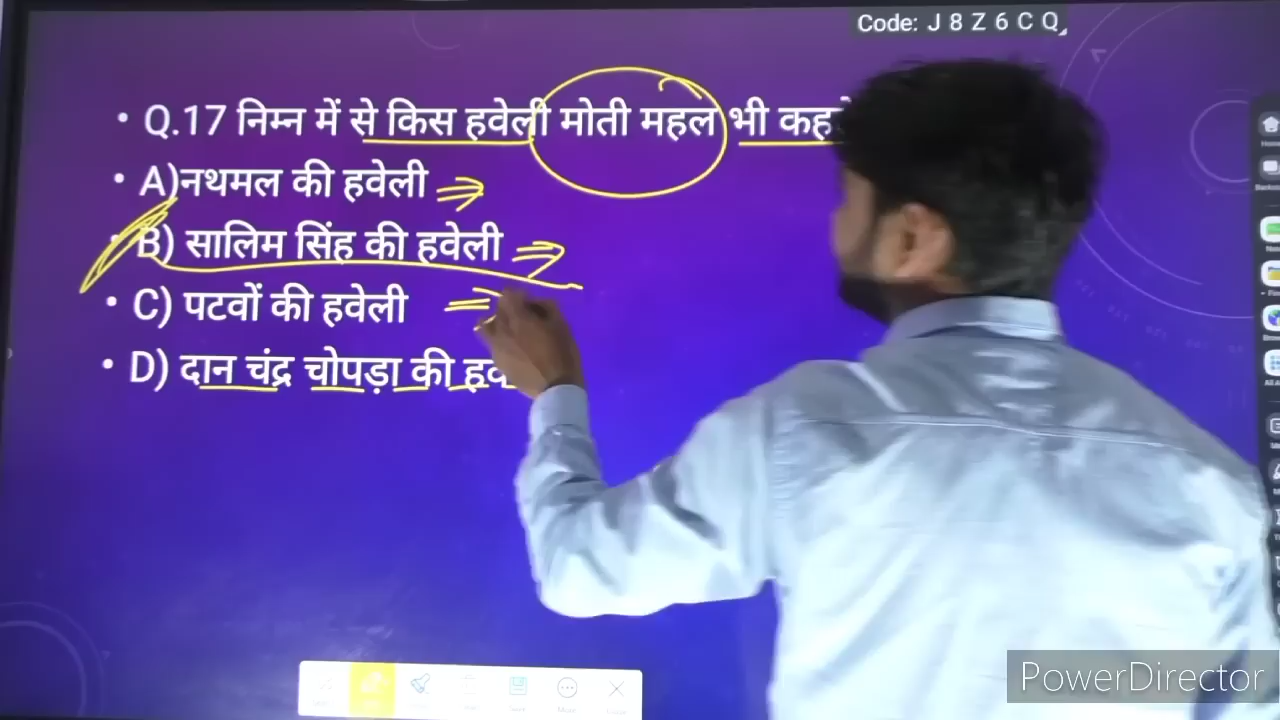 Code: J 8 Z 6 C Q
• Q.17 निम्न में से किस हवेली मोती महल भी
• A)नथमल की हवेली
B) सालिम सिंह की हवेली
• C) पटवों की हवेली
• D) दान चंद्र चोपड़ा की
PowerDirector